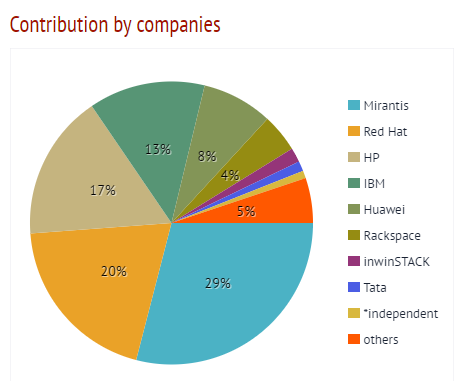 Contribution by companies
13%
8%
4%
17%
5%
20%
29%
Mirantis
Red Hat
HP
IBM
Huawei
Rackspace
inwinSTACK
Tata
*independent
others